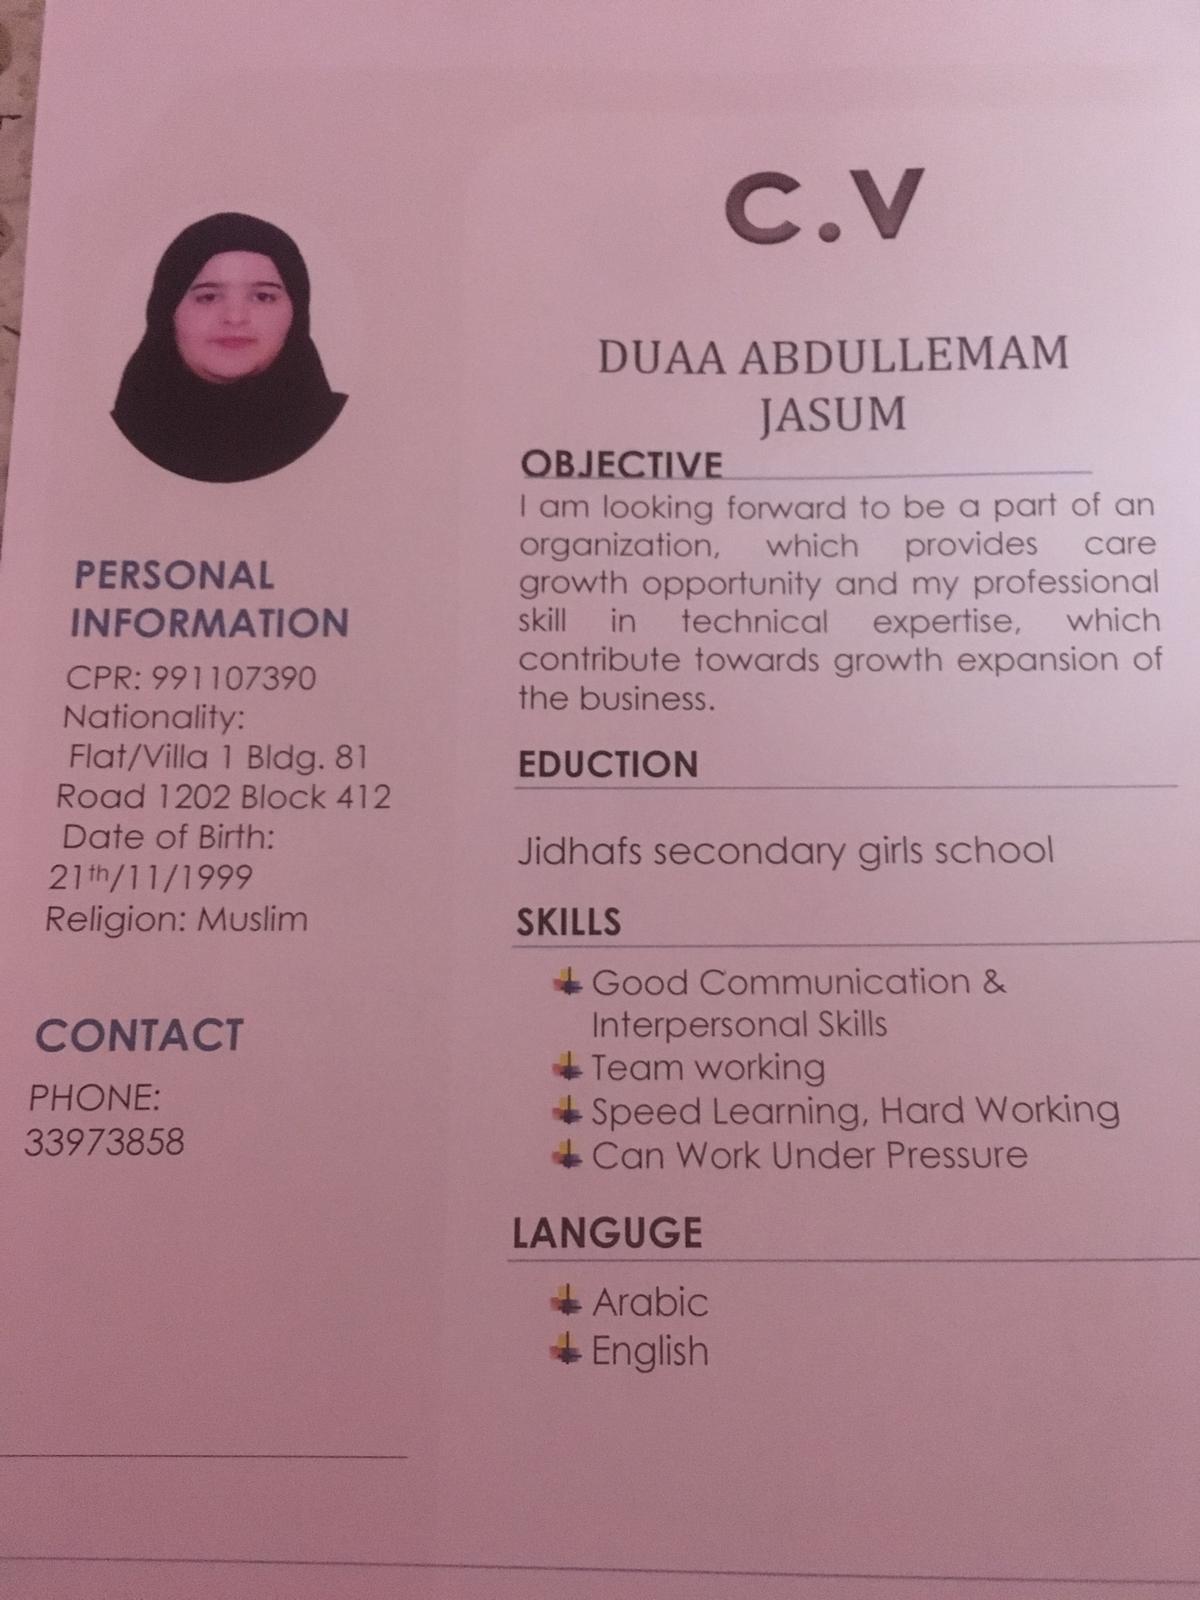 C.V
DUAA ABDULLEMAM
JASUM
OBJECTIVE
I am looking forward to be a part of an
organization, which provides care
growth opportunity and my professional
skill in technical expertise, which
contribute towards growth expansion of
the business.
EDUCTION
Jidhafs secondary girls school
SKILLS
Good Communication &
Interpersonal Skills
Team working
Speed Learning, Hard Working
Can Work Under Pressure
LANGUGE
Arabic
English
PERSONAL
INFORMATION
CPR: 991107390
Nationality:
Flat/Villa 1 Bldg. 81
Road 1202 Block 412
Date of Birth:
21th/11/1999
Religion: Muslim
CONTACT
PHONE:
33973858